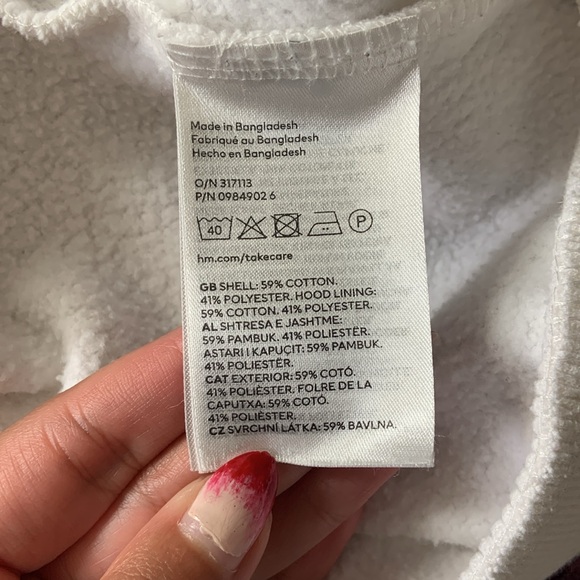 Made in Bangladesh
Fabriqué au Bangladesh
Hecho en Bangladesh
O/N 317113
P/N 0984902 6
40 P
hm.com/takecare
GB SHELL: 59% COTTON.
41% POLYESTER. HOOD LINING:
59% COTTON. 41% POLYESTER.
AL SHTRESA E JASHTME:
59% PAMBUK. 41% POLIESTËR.
ASTARI I KAPUÇIT: 59% PAMBUK.
41% POLIESTËR.
CAT EXTERIOR: 59% COTÓ.
41% POLIÈSTER. FOLRE DE LA
CAPUTXA: 59% COTÓ.
41% POLIÈSTER.
CZ SVRCHNÍ LÁTKA: 59% BAVLNA.